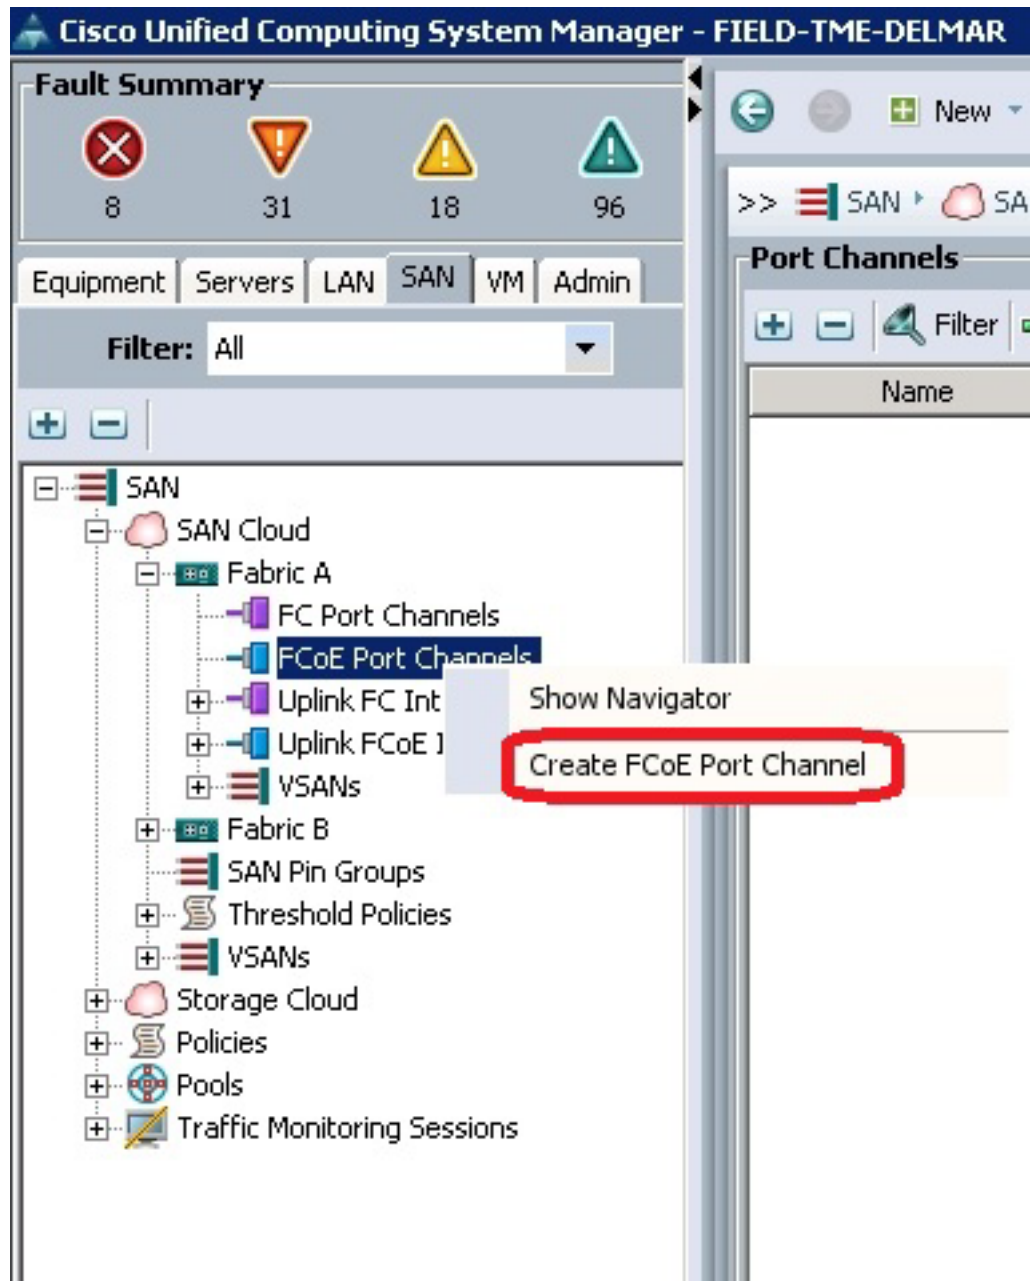 Cisco Unified Computing System Manager - FIELD-TME-DELMAR
Fault Summary
8 31 18 96
Equipment Servers LAN SAN VM Admin
Filter: All
SAN
SAN Cloud
Fabric A
FC Port Channels
FCoE Port Channels
Uplink FC Int
Uplink FCoE I
VSANs
Fabric B
SAN Pin Groups
Threshold Policies
VSANs
Storage Cloud
Policies
Pools
Traffic Monitoring Sessions
Show Navigator
Create FCoE Port Channel
New
>> SAN SA
Port Channels
Filter
Name